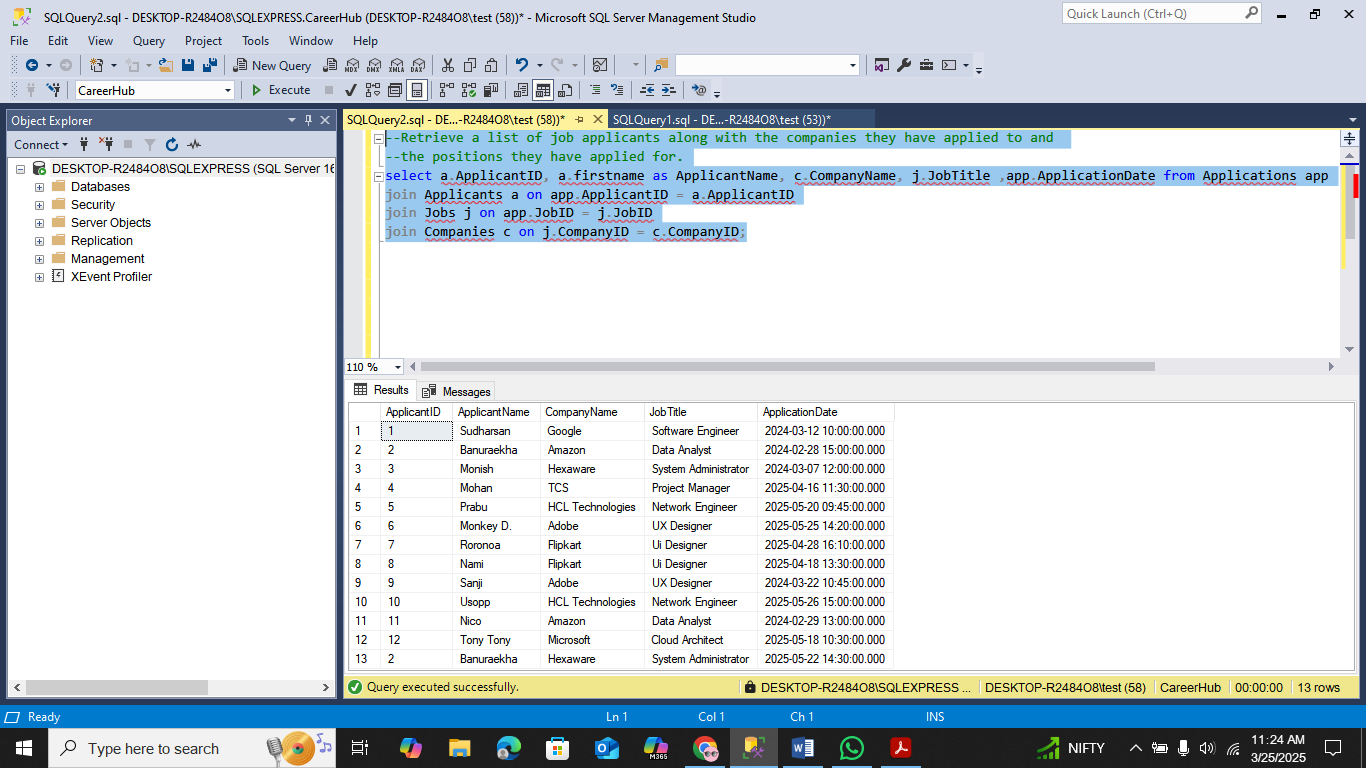 SQLQuery2.sql - DESKTOP-R2484O8\SQLEXPRESS.CareerHub (DESKTOP-R2484O8\test (58))* - Microsoft SQL Server Management Studio
Quick Launch (Ctrl+Q)
File Edit View Query Project Tools Window Help
New Query MDX DMX XMLA DAX
CareerHub Execute
Object Explorer
Connect
DESKTOP-R2484O8\SQLEXPRESS (SQL Server 16
Databases
Security
Server Objects
Replication
Management
XEvent Profiler
SQLQuery2.sql - DE...-R2484O8\test (58))* SQLQuery1.sql - DE...-R2484O8\test (53))*
--Retrieve a list of job applicants along with the companies they have applied to and
--the positions they have applied for.
select a.ApplicantID, a.firstname as ApplicantName, c.CompanyName, j.JobTitle ,app.ApplicationDate from Applications app
join Applicants a on app.ApplicantID = a.ApplicantID
join Jobs j on app.JobID = j.JobID
join Companies c on j.CompanyID = c.CompanyID;
110 %
Results Messages
ApplicantID ApplicantName CompanyName JobTitle ApplicationDate
1 1 Sudharsan Google Software Engineer 2024-03-12 10:00:00.000
2 2 Banuraekha Amazon Data Analyst 2024-02-28 15:00:00.000
3 3 Monish Hexaware System Administrator 2024-03-07 12:00:00.000
4 4 Mohan TCS Project Manager 2025-04-16 11:30:00.000
5 5 Prabu HCL Technologies Network Engineer 2025-05-20 09:45:00.000
6 6 Monkey D. Adobe UX Designer 2025-05-25 14:20:00.000
7 7 Roronoa Flipkart Ui Designer 2025-04-28 16:10:00.000
8 8 Nami Flipkart Ui Designer 2025-04-18 13:30:00.000
9 9 Sanji Adobe UX Designer 2024-03-22 10:45:00.000
10 10 Usopp HCL Technologies Network Engineer 2025-05-26 15:00:00.000
11 11 Nico Amazon Data Analyst 2024-02-29 13:00:00.000
12 12 Tony Tony Microsoft Cloud Architect 2025-05-18 10:30:00.000
13 2 Banuraekha Hexaware System Administrator 2025-05-22 14:30:00.000
Query executed successfully. DESKTOP-R2484O8\SQLEXPRESS ... DESKTOP-R2484O8\test (58) CareerHub 00:00:00 13 rows
Ready Ln 1 Col 1 Ch 1 INS
Type here to search M365 NIFTY 11:24 AM
3/25/2025